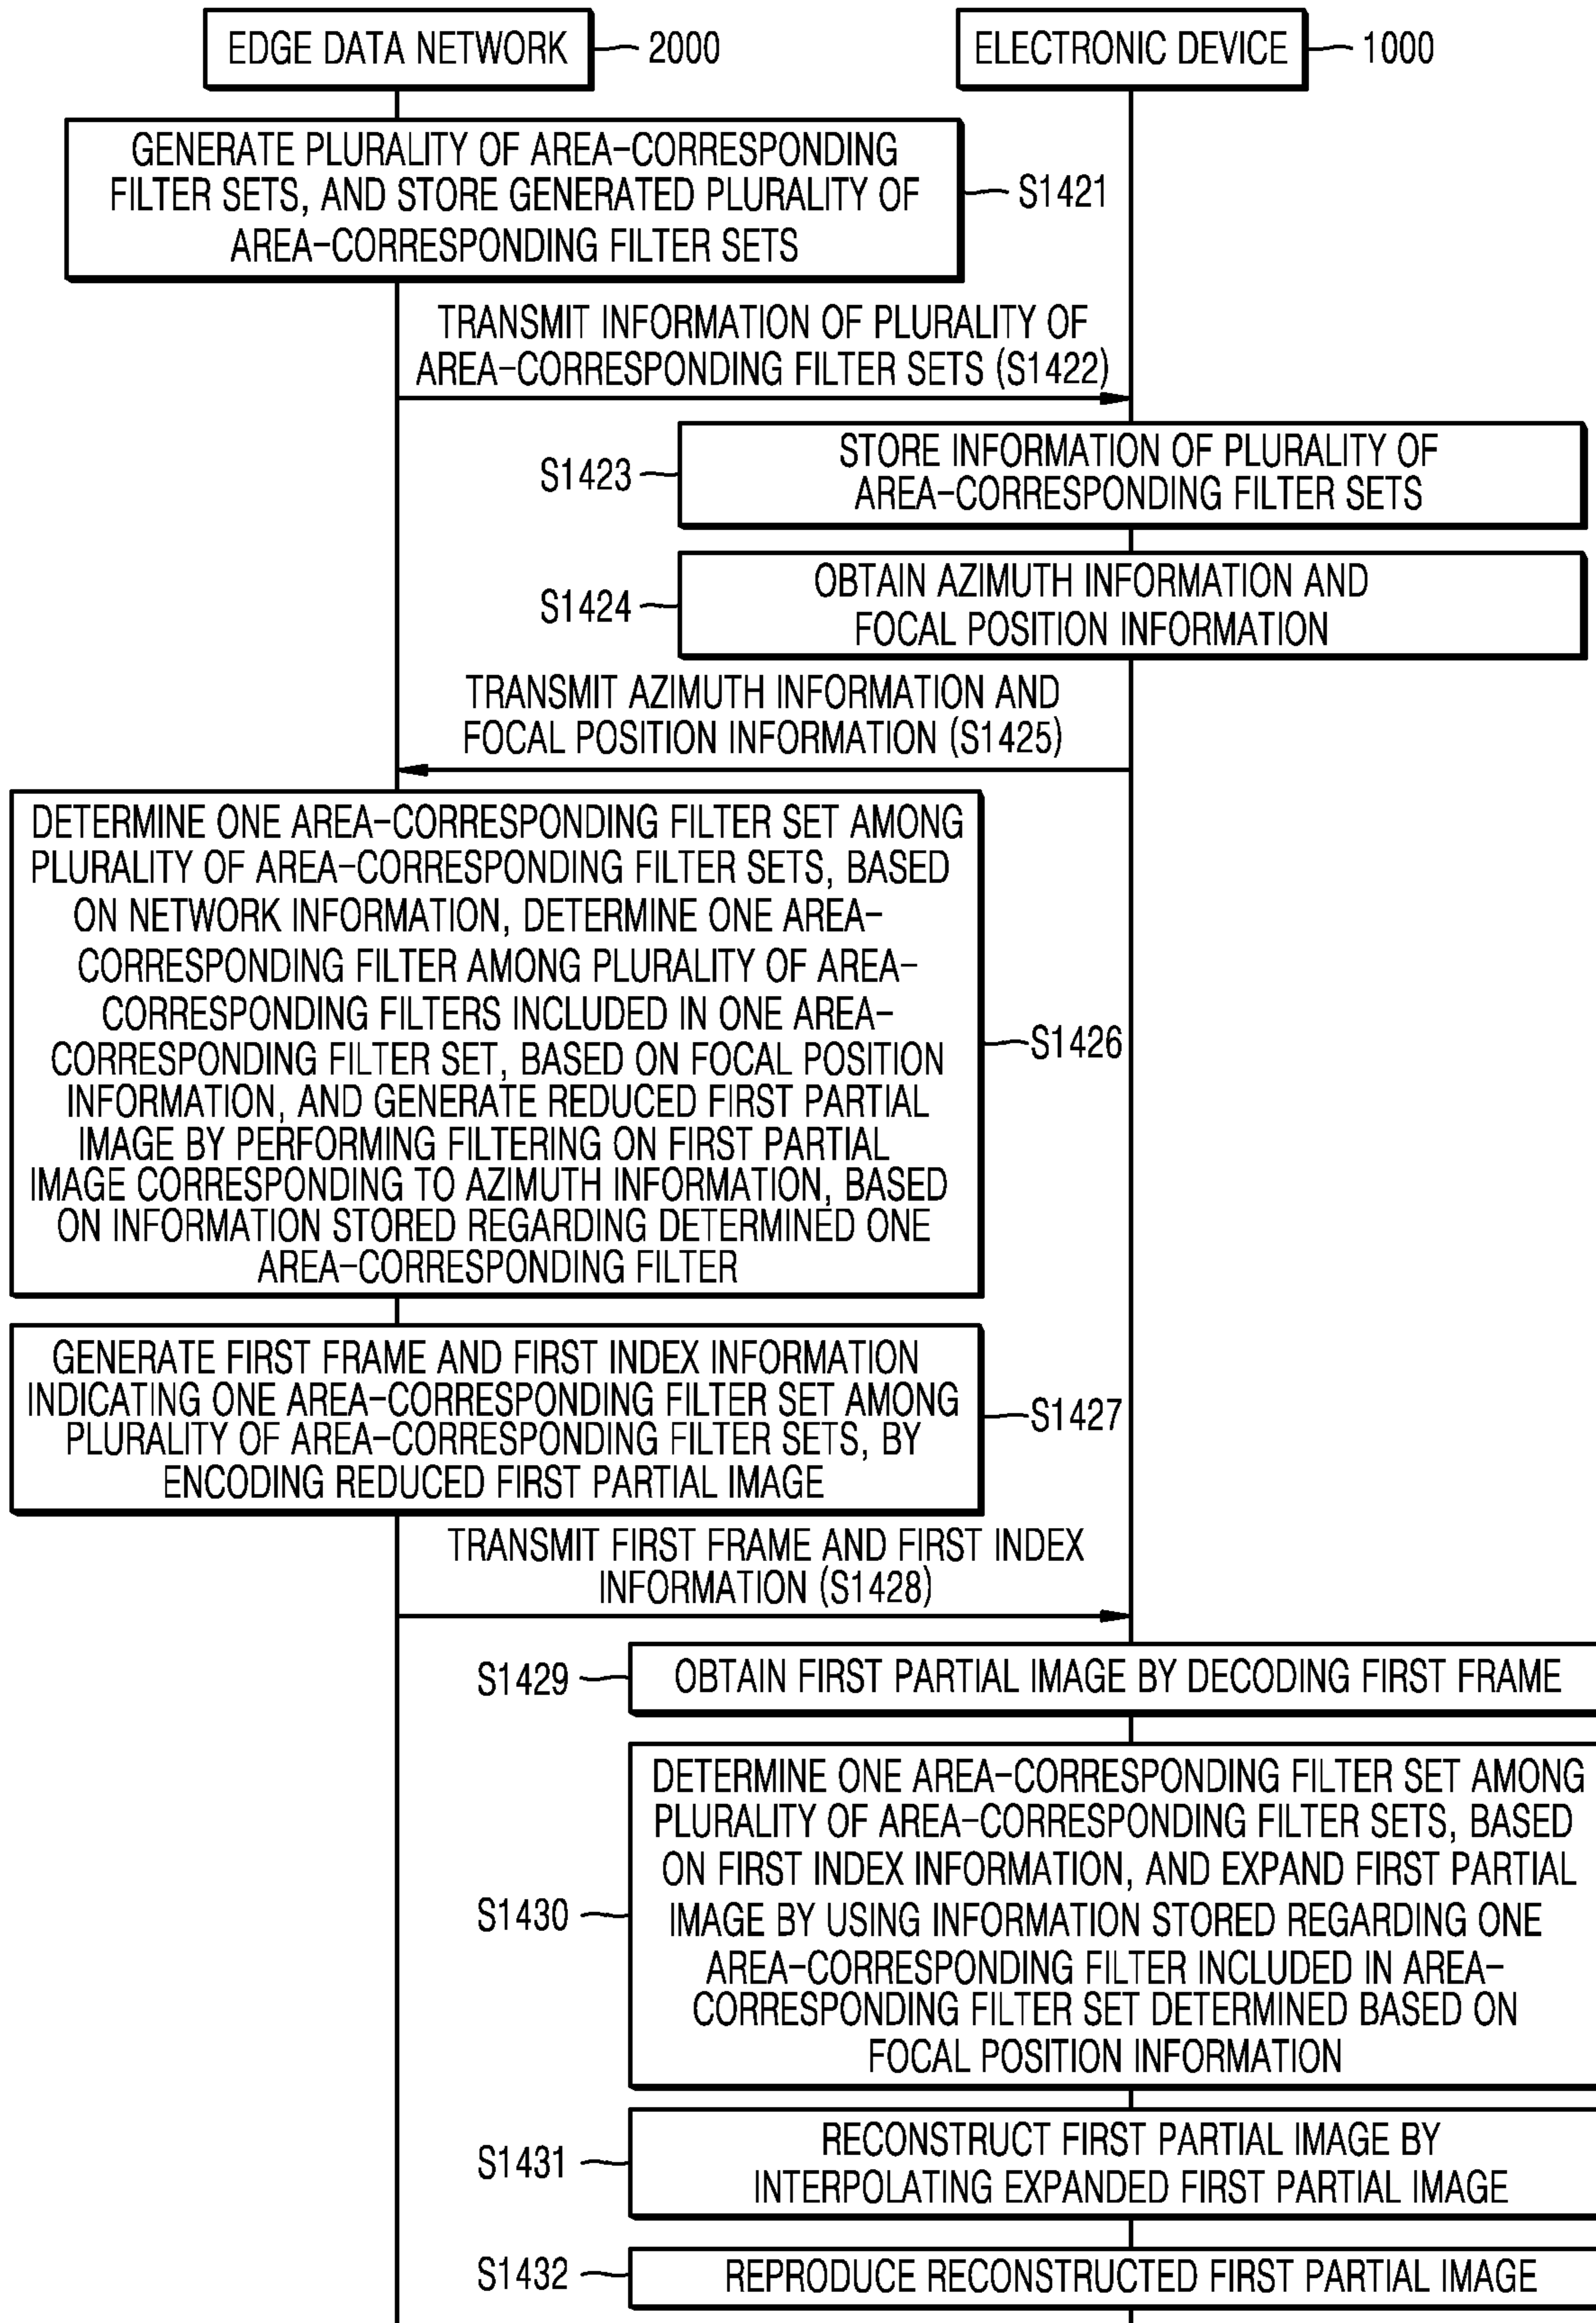 EDGE DATA NETWORK
2000
ELECTRONIC DEVICE
1000
GENERATE PLURALITY OF AREA-CORRESPONDING
FILTER SETS, AND STORE GENERATED PLURALITY OF
AREA-CORRESPONDING FILTER SETS
S1421
TRANSMIT INFORMATION OF PLURALITY OF
AREA-CORRESPONDING FILTER SETS (S1422)
S1423
STORE INFORMATION OF PLURALITY OF
AREA-CORRESPONDING FILTER SETS
S1424
OBTAIN AZIMUTH INFORMATION AND
FOCAL POSITION INFORMATION
TRANSMIT AZIMUTH INFORMATION AND
FOCAL POSITION INFORMATION (S1425)
DETERMINE ONE AREA-CORRESPONDING FILTER SET AMONG
PLURALITY OF AREA-CORRESPONDING FILTER SETS, BASED
ON NETWORK INFORMATION, DETERMINE ONE AREA-
CORRESPONDING FILTER AMONG PLURALITY OF AREA-
CORRESPONDING FILTERS INCLUDED IN ONE AREA-
CORRESPONDING FILTER SET, BASED ON FOCAL POSITION
INFORMATION, AND GENERATE REDUCED FIRST PARTIAL
IMAGE BY PERFORMING FILTERING ON FIRST PARTIAL
IMAGE CORRESPONDING TO AZIMUTH INFORMATION, BASED
ON INFORMATION STORED REGARDING DETERMINED ONE
AREA-CORRESPONDING FILTER
S1426
GENERATE FIRST FRAME AND FIRST INDEX INFORMATION
INDICATING ONE AREA-CORRESPONDING FILTER SET AMONG
PLURALITY OF AREA-CORRESPONDING FILTER SETS, BY
ENCODING REDUCED FIRST PARTIAL IMAGE
S1427
TRANSMIT FIRST FRAME AND FIRST INDEX
INFORMATION (S1428)
S1429
OBTAIN FIRST PARTIAL IMAGE BY DECODING FIRST FRAME
S1430
DETERMINE ONE AREA-CORRESPONDING FILTER SET AMONG
PLURALITY OF AREA-CORRESPONDING FILTER SETS, BASED
ON FIRST INDEX INFORMATION, AND EXPAND FIRST PARTIAL
IMAGE BY USING INFORMATION STORED REGARDING ONE
AREA-CORRESPONDING FILTER INCLUDED IN AREA-
CORRESPONDING FILTER SET DETERMINED BASED ON
FOCAL POSITION INFORMATION
S1431
RECONSTRUCT FIRST PARTIAL IMAGE BY
INTERPOLATING EXPANDED FIRST PARTIAL IMAGE
S1432
REPRODUCE RECONSTRUCTED FIRST PARTIAL IMAGE